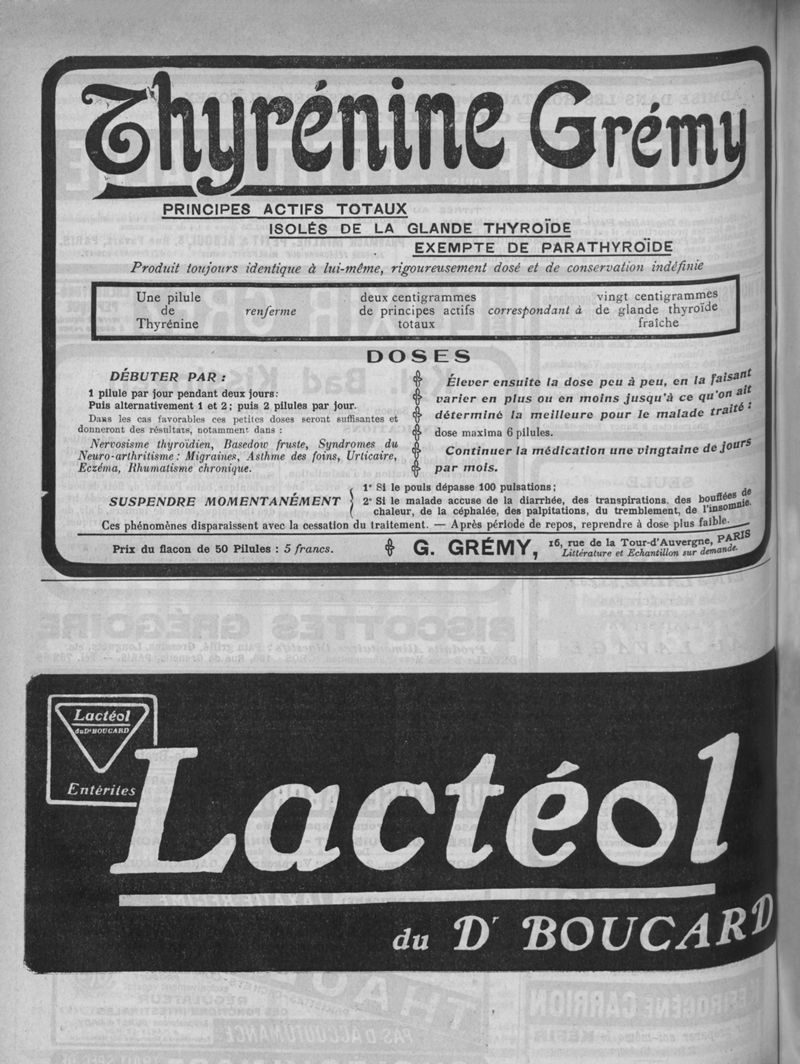 Thyrénine Grémy
PRINCIPES ACTIFS TOTAUX
ISOLÉS DE LA GLANDE THYROÏDE
EXEMPTE DE PARATHYROÏDE
Produit toujours identique à lui-même, rigoureusement dosé et de conservation indéfinie
Une pilule
de
Thyrénine
renferme
deux centigrammes
de principes actifs
totaux
correspondant à
vingt centigrammes
de glande thyroïde
fraîche
DOSES
DÉBUTER PAR :
1 pilule par jour pendant deux jours:
Puis alternativement 1 et 2; puis 2 pilules par jour.
Dans les cas favorables ces petites doses seront suffisantes et
donneront des résultats, notamment dans :
Nervosisme thyroïdien, Basedow fruste, Syndromes du
Neuro-arthritisme : Migraines, Asthme des foins, Urticaire,
Eczéma, Rhumatisme chronique.
Élever ensuite la dose peu à peu, en la faisant
varier en plus ou en moins jusqu'à ce qu'on ait
déterminé la meilleure pour le malade traité :
dose maxima 6 pilules.
Continuer la médication une vingtaine de jours
par mois.
SUSPENDRE MOMENTANÉMENT
1° Si le pouls dépasse 100 pulsations;
2° Si le malade accuse de la diarrhée, des transpirations, des bouffées de
chaleur, de la céphalée, des palpitations, du tremblement, de l'insomnie.
Ces phénomènes disparaissent avec la cessation du traitement. — Après période de repos, reprendre à dose plus faible.
Prix du flacon de 50 Pilules : 5 francs.
G. GRÉMY,
16, rue de la Tour-d'Auvergne, PARIS
Littérature et Echantillon sur demande.
Lactéol
du Dr BOUCARD
Entérites
Lactéol
du Dr BOUCARD